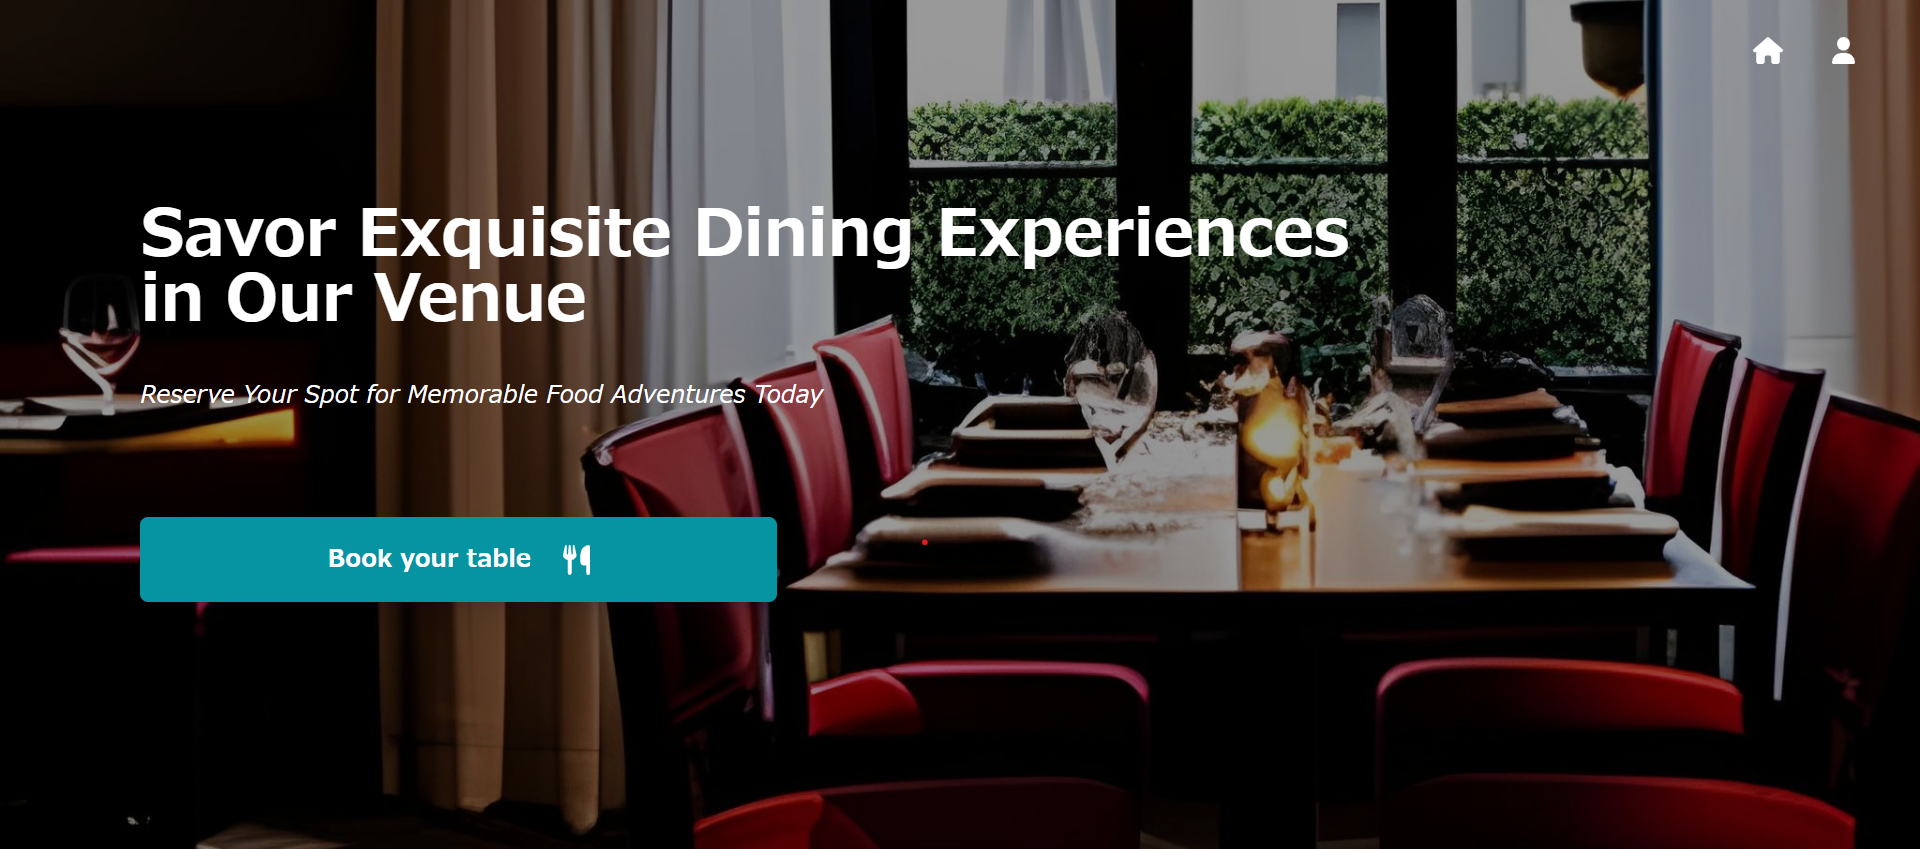 Savor Exquisite Dining Experiences
in Our Venue
Reserve Your Spot for Memorable Food Adventures Today
Book your table